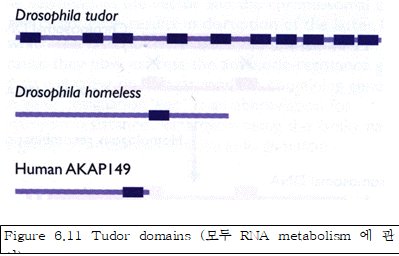 Drosophila tudor
Drosophila homeless
Human AKAP149
Figure 6.11 Tudor domains (모두 RNA metabolism 에 관